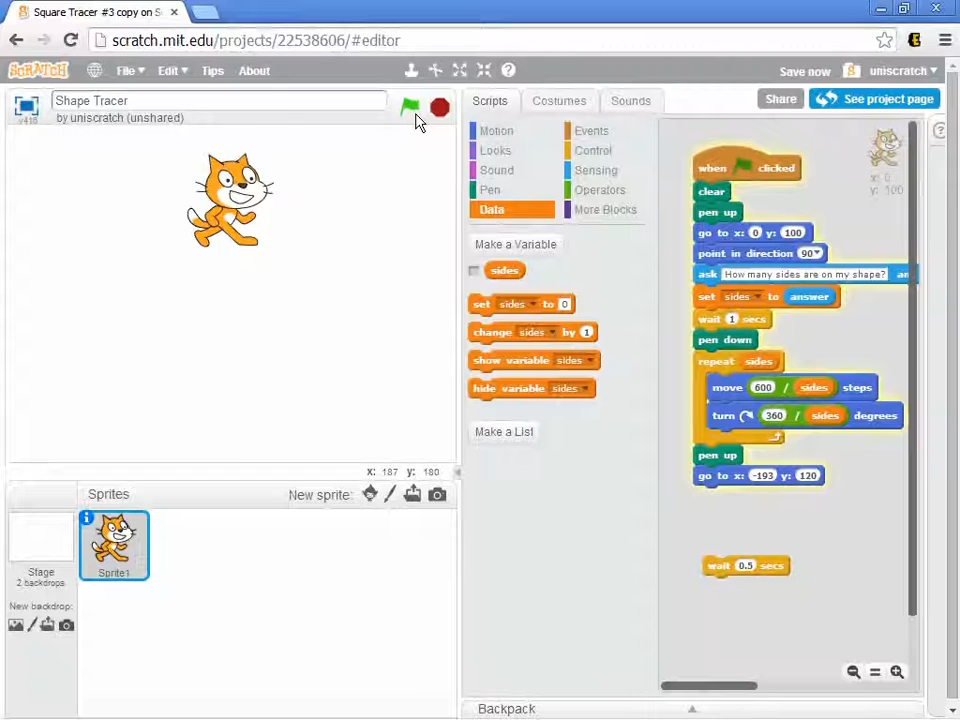 Square Tracer #3 copy on S
scratch.mit.edu/projects/22538606/#editor
SCRATCH File Edit Tips About Save now uniscratch
Shape Tracer
by uniscratch (unshared)
v416
Scripts Costumes Sounds
Share See project page
Motion Events
Looks Control
Sound Sensing
Pen Operators
Data More Blocks
Make a Variable
sides
set sides to 0
change sides by 1
show variable sides
hide variable sides
Make a List
x: 0
y: 100
when clicked
clear
pen up
go to x: 0 y: 100
point in direction 90
ask How many sides are on my shape? an
set sides to answer
wait 1 secs
pen down
repeat sides
move 600 / sides steps
turn 360 / sides degrees
pen up
go to x: -193 y: 120
wait 0.5 secs
x: 187 y: 180
Sprites New sprite:
Stage
2 backdrops
New backdrop:
Sprite1
Backpack